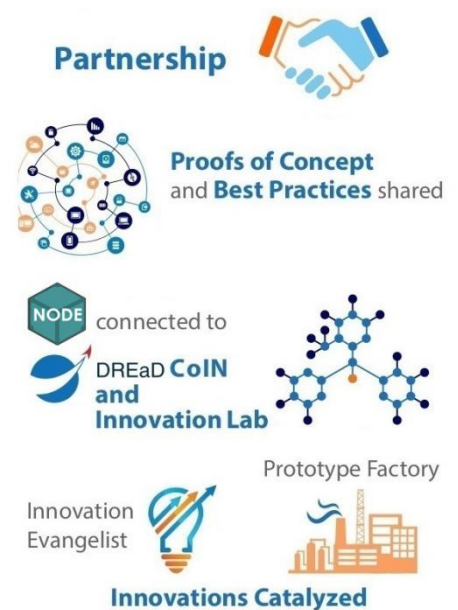 Partnership
Proofs of Concept
and Best Practices shared
NODE
connected to
DREaD CoIN
and
Innovation Lab
Prototype Factory
Innovation
Evangelist
Innovations Catalyzed